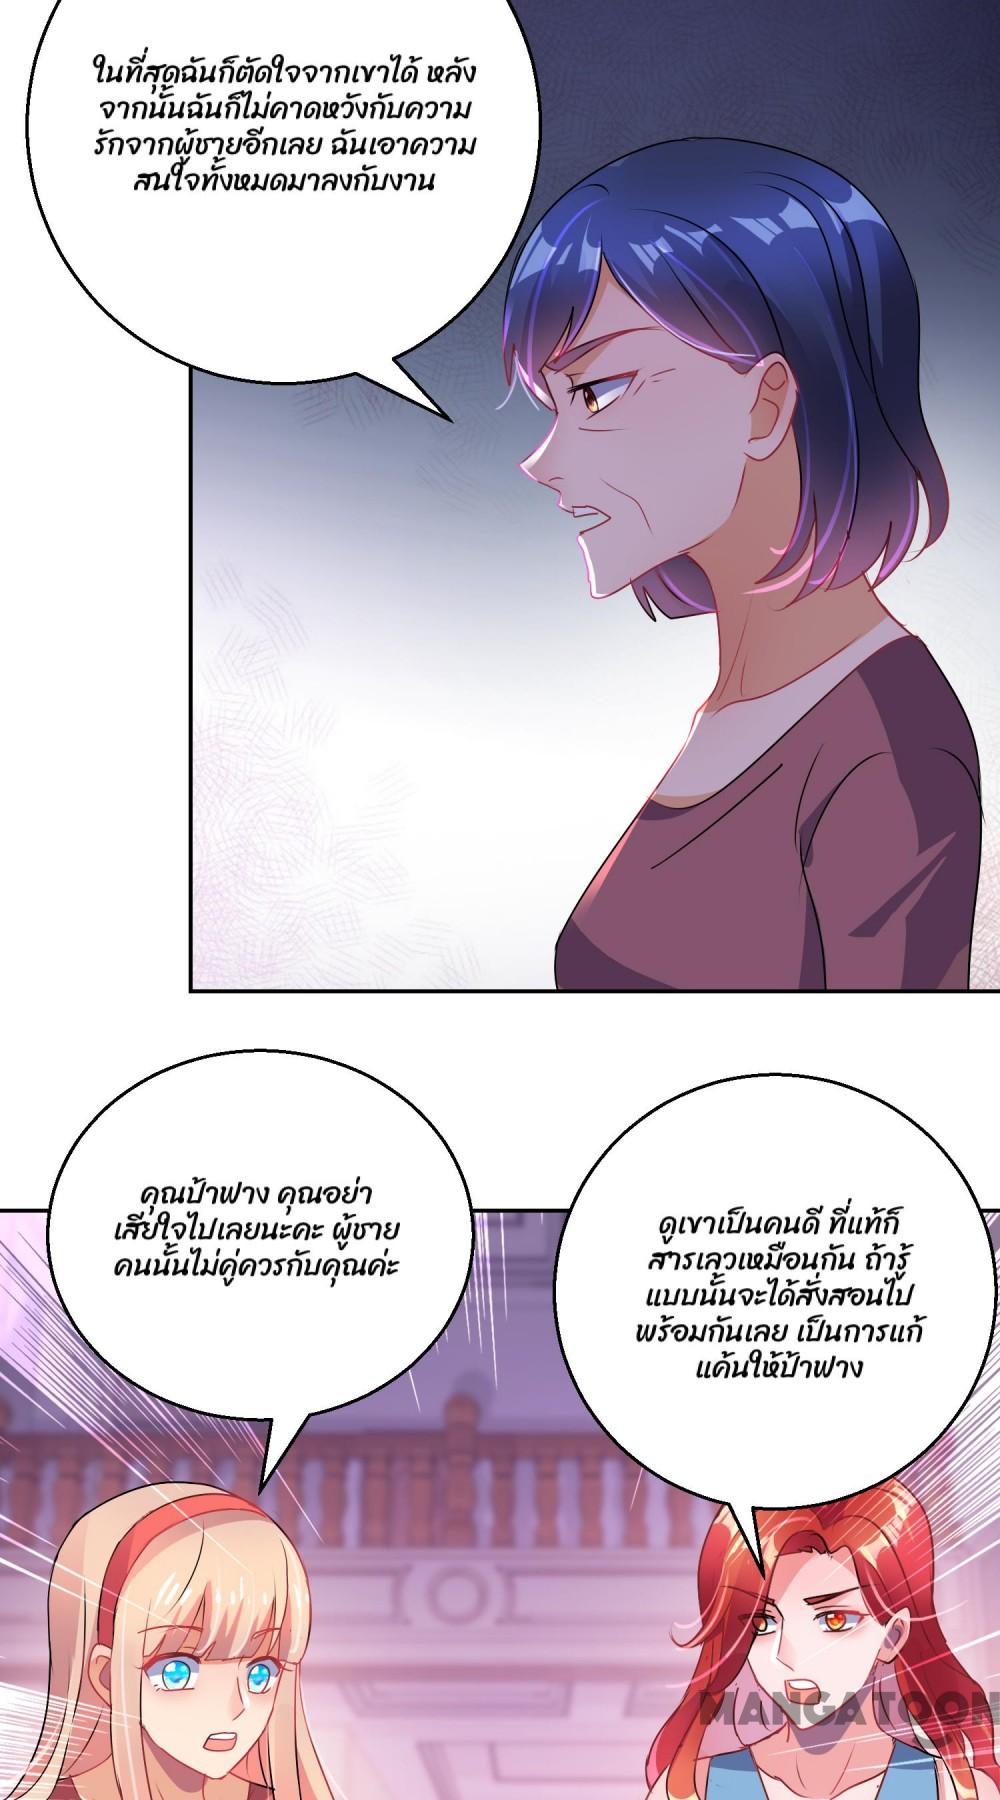 ในที่สุดฉันก็ตัดใจจากเขาได้ หลัง
จากนั้นฉันก็ไม่คาดหวังกับความ
รักจากผู้ชายอีกเลย ฉันเอาความ
สนใจทั้งหมดมาลงกับงาน
คุณป้าฟาง คุณอย่า
เสียใจไปเลยนะคะ ผู้ชาย
คนนั้นไม่คู่ควรกับคุณค่ะ
ดูเขาเป็นคนดี ที่แท้ก็
สารเลวเหมือนกัน ถ้ารู้
แบบนั้นจะได้สั่งสอนไป
พร้อมกันเลย เป็นการแก้
แค้นให้ป้าฟาง
MANGATOON